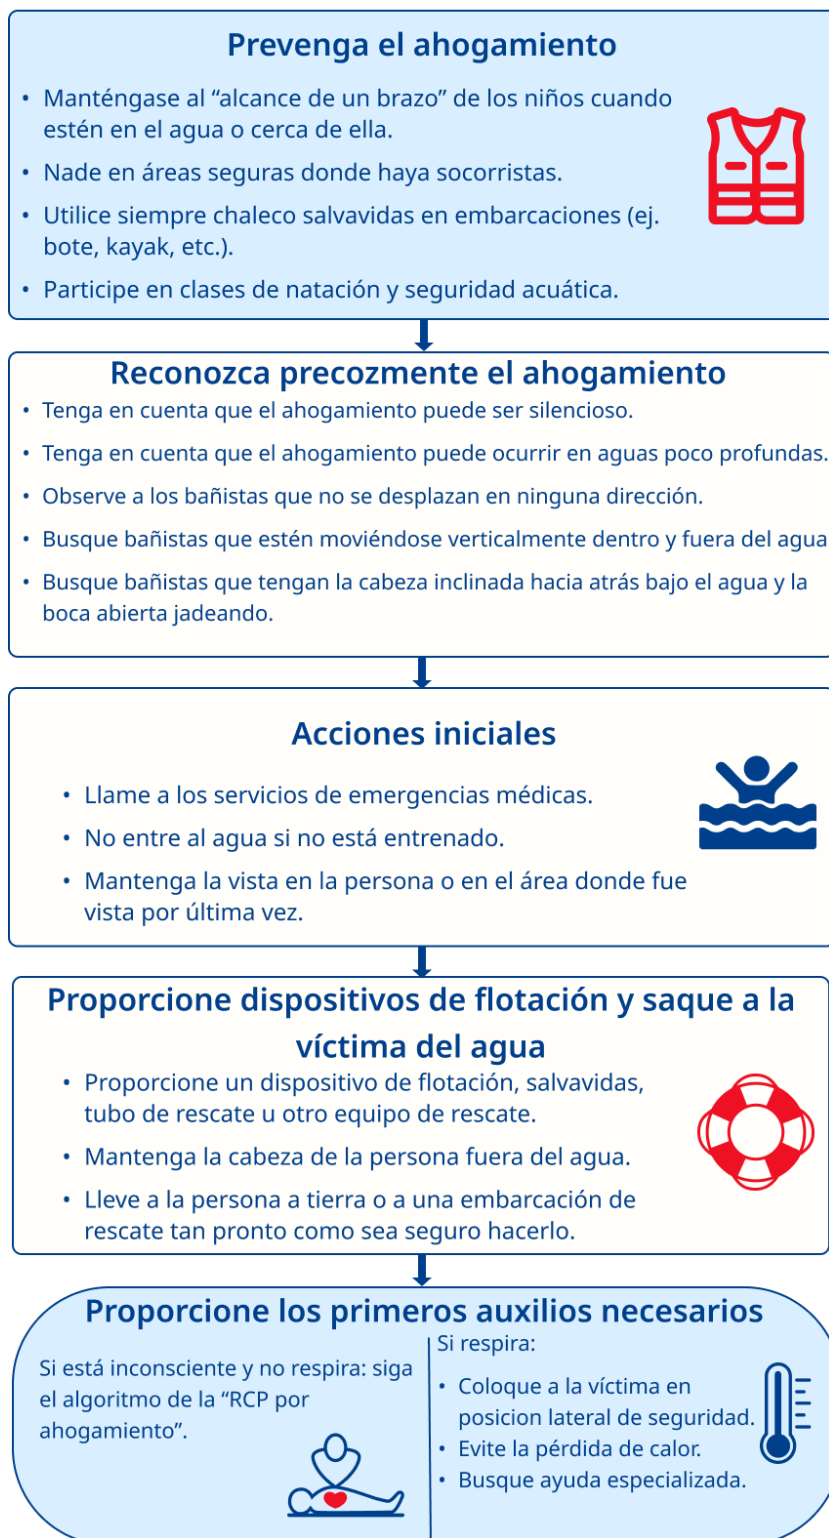 Prevenga el ahogamiento
• Manténgase al “alcance de un brazo” de los niños cuando
estén en el agua o cerca de ella.
• Nade en áreas seguras donde haya socorristas.
• Utilice siempre chaleco salvavidas en embarcaciones (ej.
bote, kayak, etc.).
• Participe en clases de natación y seguridad acuática.
Reconozca precozmente el ahogamiento
• Tenga en cuenta que el ahogamiento puede ser silencioso.
• Tenga en cuenta que el ahogamiento puede ocurrir en aguas poco profundas.
• Observe a los bañistas que no se desplazan en ninguna dirección.
• Busque bañistas que estén moviéndose verticalmente dentro y fuera del agua
• Busque bañistas que tengan la cabeza inclinada hacia atrás bajo el agua y la
boca abierta jadeando.
Acciones iniciales
• Llame a los servicios de emergencias médicas.
• No entre al agua si no está entrenado.
• Mantenga la vista en la persona o en el área donde fue
vista por última vez.
Proporcione dispositivos de flotación y saque a la
víctima del agua
• Proporcione un dispositivo de flotación, salvavidas,
tubo de rescate u otro equipo de rescate.
• Mantenga la cabeza de la persona fuera del agua.
• Lleve a la persona a tierra o a una embarcación de
rescate tan pronto como sea seguro hacerlo.
Proporcione los primeros auxilios necesarios
Si está inconsciente y no respira: siga
el algoritmo de la “RCP por
ahogamiento”.
Si respira:
• Coloque a la víctima en
posicion lateral de seguridad.
• Evite la pérdida de calor.
• Busque ayuda especializada.